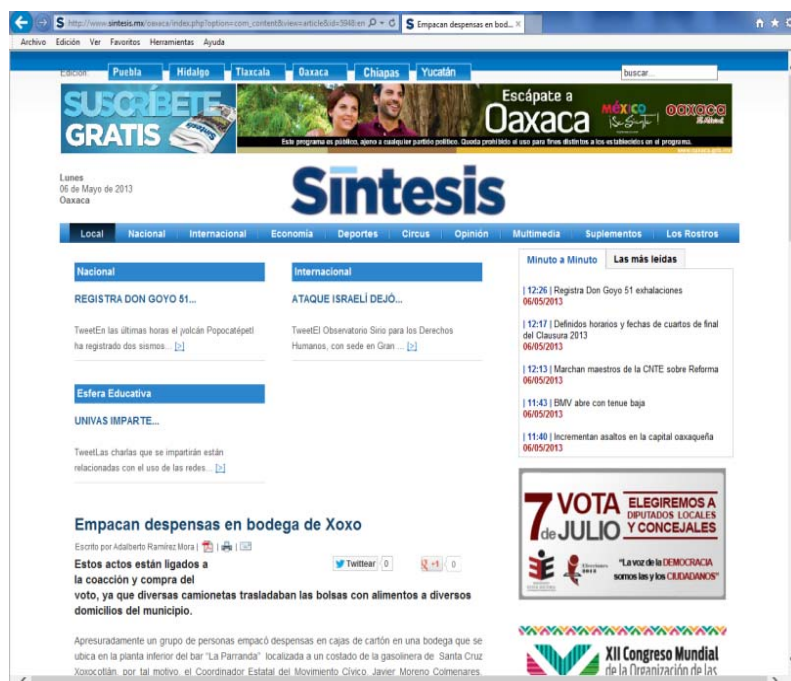 http://www.sintesis.mx/oaxaca/index.php?option=com_content&view=article&id=5948:en
S Empacan despensas en bod...
Archivo Edición Ver Favoritos Herramientas Ayuda
Edición: Puebla Hidalgo Tlaxcala Oaxaca Chiapas Yucatán
buscar...
SUSCRÍBETE
GRATIS
Escápate a
Oaxaca
MÉXICO
oaxaca
Este programa es público, ajeno a cualquier partido político. Queda prohibido el uso para fines distintos a los establecidos en el programa.
Lunes
06 de Mayo de 2013
Oaxaca
Síntesis
Local Nacional Internacional Economía Deportes Circus Opinión Multimedia Suplementos Los Rostros
Nacional
REGISTRA DON GOYO 51...
TweetEn las últimas horas el volcán Popocatépetl
ha registrado dos sismos... [>]
Internacional
ATAQUE ISRAELÍ DEJÓ...
TweetEl Observatorio Sirio para los Derechos
Humanos, con sede en Gran ... [>]
Esfera Educativa
UNIVAS IMPARTE...
TweetLas charlas que se impartirán están
relacionadas con el uso de las redes... [>]
Minuto a Minuto Las más leídas
| 12:26 | Registra Don Goyo 51 exhalaciones
06/05/2013
| 12:17 | Definidos horarios y fechas de cuartos de final
del Clausura 2013
06/05/2013
| 12:13 | Marchan maestros de la CNTE sobre Reforma
06/05/2013
| 11:43 | BMV abre con tenue baja
06/05/2013
| 11:40 | Incrementan asaltos en la capital oaxaqueña
06/05/2013
Empacan despensas en bodega de Xoxo
Escrito por Adalberto Ramírez Mora |
Twittear 0
g +1 0
Estos actos están ligados a
la coacción y compra del
voto, ya que diversas camionetas trasladaban las bolsas con alimentos a diversos
domicilios del municipio.
Apresuradamente un grupo de personas empacó despensas en cajas de cartón en una bodega que se
ubica en la planta inferior del bar "La Parranda" localizada a un costado de la gasolinera de Santa Cruz
Xoxocotlán, por tal motivo, el Coordinador Estatal del Movimiento Cívico, Javier Moreno Colmenares,
7 de JULIO
VOTA
ELEGIREMOS A
DIPUTADOS LOCALES
Y CONCEJALES
"La voz de la DEMOCRACIA
somos las y los CIUDADANOS"
XII Congreso Mundial
de la Organización de las